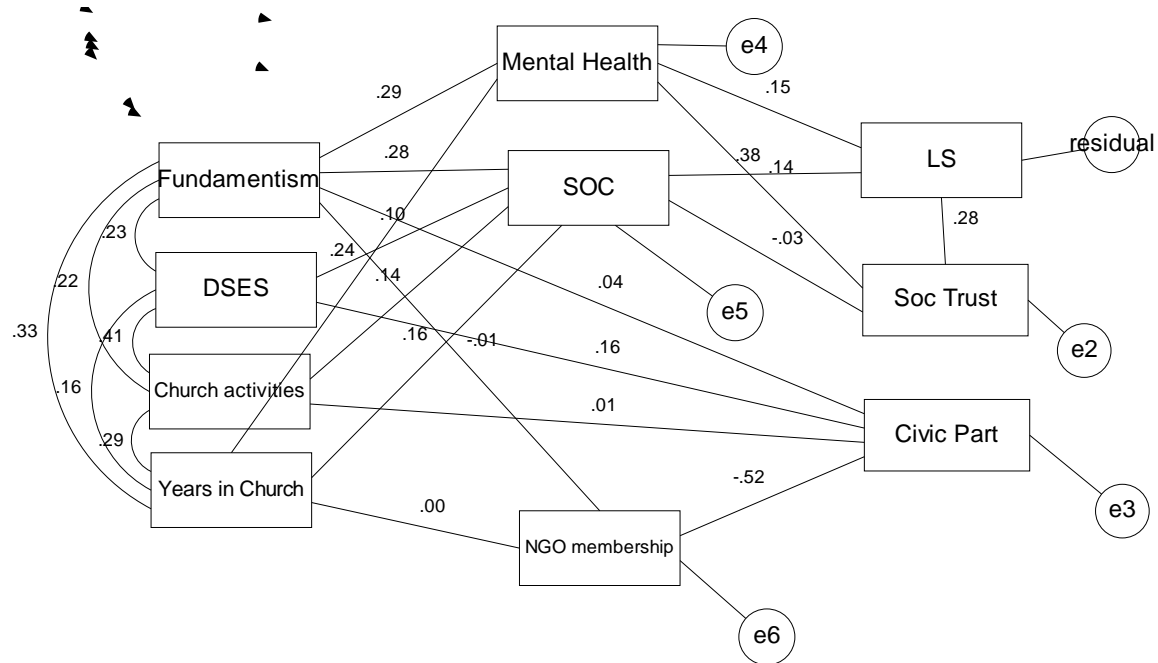 Mental Health
e4
.29
.15
Fundamentism
.28
SOC
.38
.14
LS
residual
.23
.10
-.03
.28
.24
DSES
.22
.14
.04
Soc Trust
e5
.33
.41
.16
-.01
.16
e2
.16
Church activities
.01
Civic Part
.29
Years in Church
-.52
.00
NGO membership
e3
e6